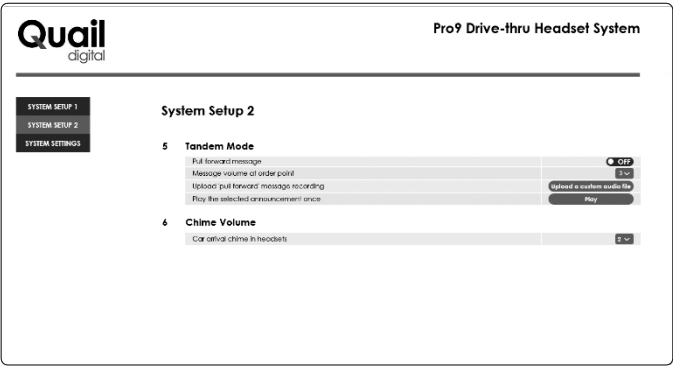 Quail
digital
Pro9 Drive-thru Headset System
SYSTEM SETUP 1
SYSTEM SETUP 2
SYSTEM SETTINGS
System Setup 2
5 Tandem Mode
Pull forward message OFF
Message volume at order point 3
Upload 'pull forward' message recording Upload a custom audio file
Play the selected announcement once Play
6 Chime Volume
Car arrival chime in headsets 2